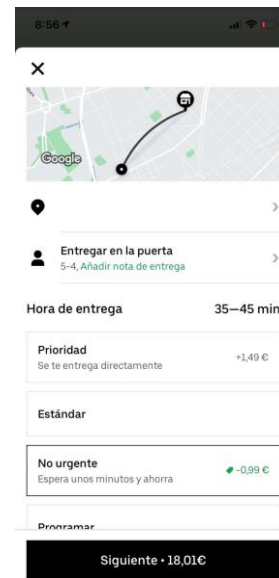 8:56
Google
Entregar en la puerta
5-4, Añadir nota de entrega
Hora de entrega
35–45 min
Prioridad
Se te entrega directamente
+1,49 €
Estándar
No urgente
Espera unos minutos y ahorra
-0,99 €
Programar
Siguiente • 18,01€